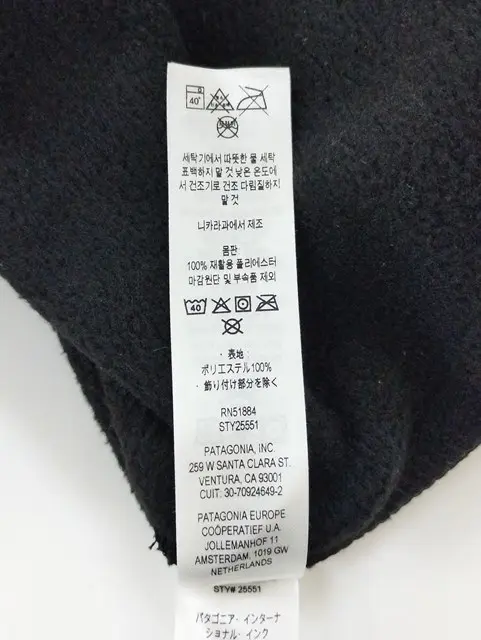 40°
세탁기에서 따뜻한 물 세탁
표백하지 말 것 낮은 온도에
서 건조기로 건조 다림질하지
말 것
니카라과에서 제조
몸판
100% 재활용 폴리에스터
마감원단 및 부속품 제외
40
・表地:
ポリエステル100%
・飾り付け部分を除く
RN51884
STY25551
PATAGONIA, INC.
259 W SANTA CLARA ST.
VENTURA, CA 93001
CUIT: 30-70924649-2
PATAGONIA EUROPE
COÖPERATIEF U.A.
JOLLEMANHOF 11
AMSTERDAM, 1019 GW
NETHERLANDS
STY# 25551
パタゴニア・インターナ
ショナル・インク